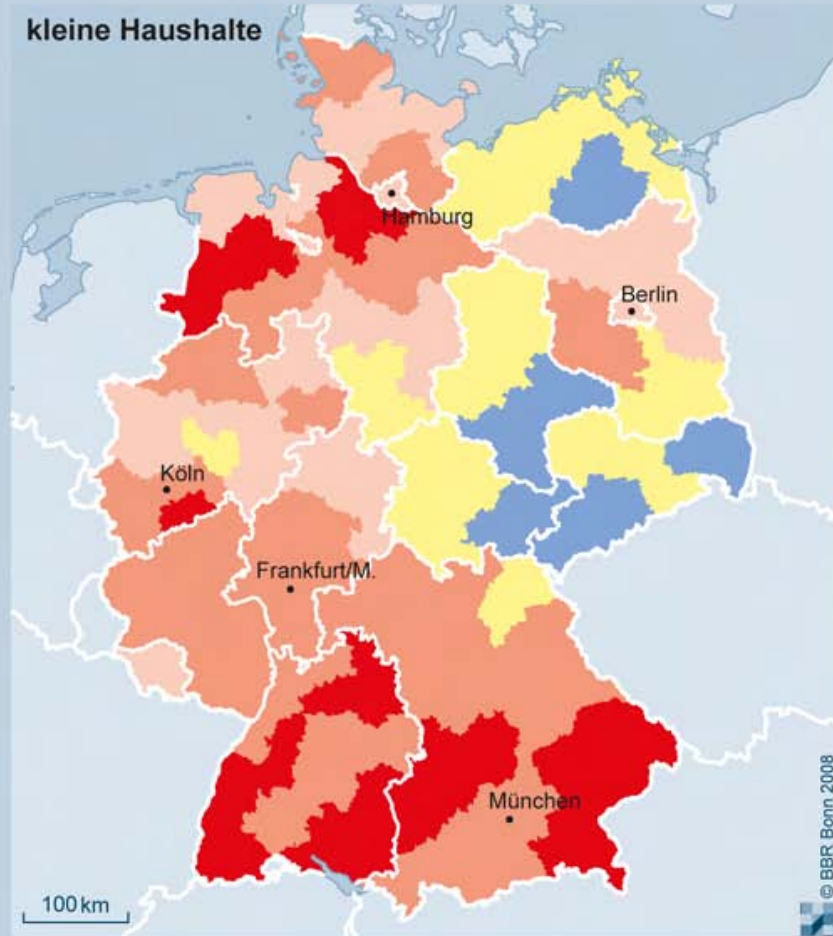 kleine Haushalte
Hamburg
Berlin
Köln
Frankfurt/M.
München
100 km
© BBR Bonn 2008